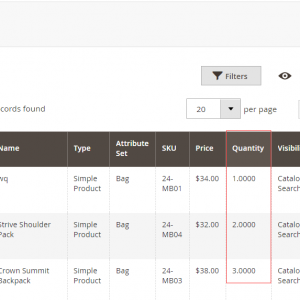 Filters
cords found
20 per page
Name Type Attribute Set SKU Price Quantity Visibil
wq Simple Product Bag 24-MB01 $34.00 1.0000 Catalo Search
Strive Shoulder Pack Simple Product Bag 24-MB04 $32.00 2.0000 Catalo Search
Crown Summit Backpack Simple Product Bag 24-MB03 $38.00 3.0000 Catalo Search